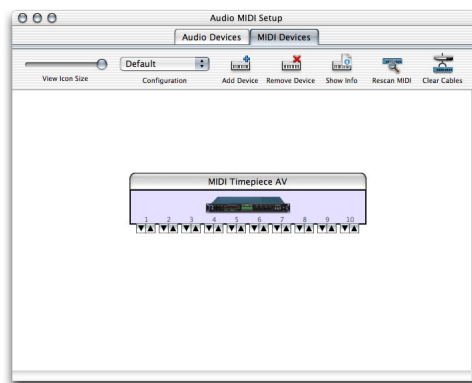 Audio MIDI Setup
Audio Devices MIDI Devices
Default
View Icon Size Configuration Add Device Remove Device Show Info Rescan MIDI Clear Cables
MIDI Timepiece AV
1 2 3 4 5 6 7 8 9 10